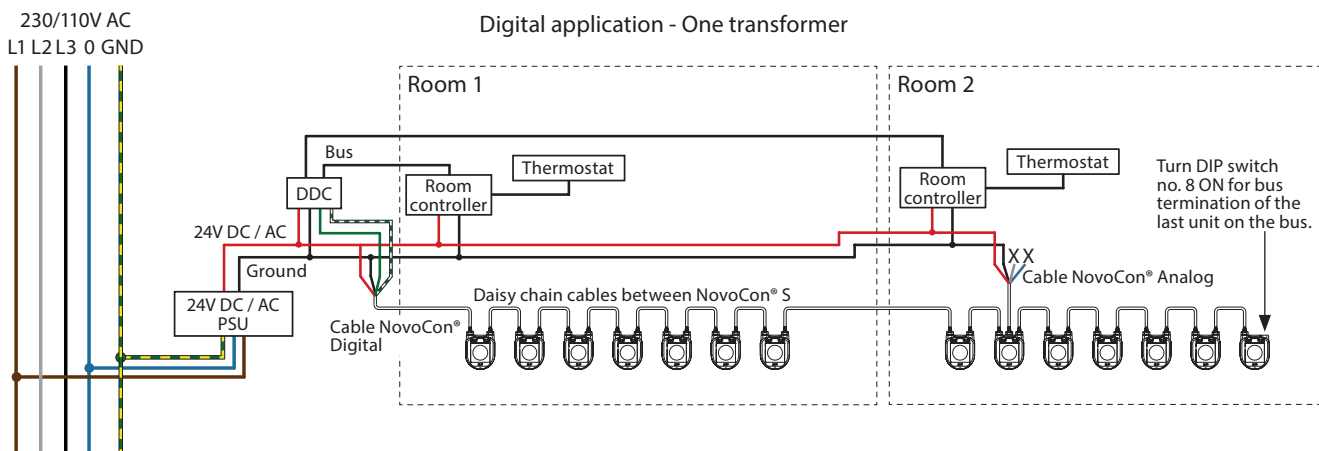 230/110V AC
L1 L2 L3 0 GND
Digital application - One transformer
Room 1
Room 2
Bus
DDC
Room
controller
Thermostat
Room
controller
Thermostat
Turn DIP switch
no. 8 ON for bus
termination of the
last unit on the bus.
24V DC / AC
Ground
24V DC / AC
PSU
Cable NovoCon®
Digital
Daisy chain cables between NovoCon® S
X X
Cable NovoCon® Analog